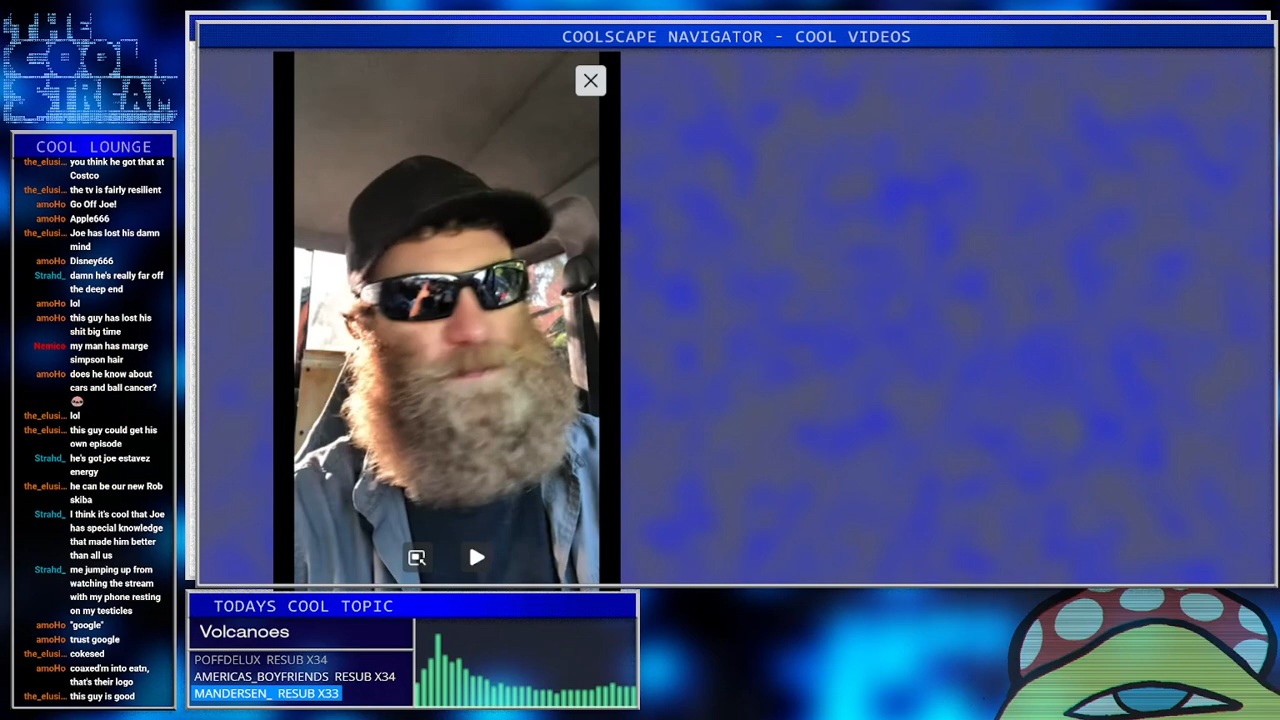 COOLSCAPE NAVIGATOR - COOL VIDEOS
COOL LOUNGE
the_elusi... you think he got that at
Costco
the_elusi... the tv is fairly resilient
amoHo Go Off Joe!
amoHo Apple666
the_elusi... Joe has lost his damn
mind
amoHo Disney666
Strahd_ damn he's really far off
the deep end
amoHo lol
amoHo this guy has lost his
shit big time
Nemico my man has marge
simpson hair
amoHo does he know about
cars and ball cancer?
the_elusi... lol
the_elusi... this guy could get his
own episode
Strahd_ he's got joe estavez
energy
the_elusi... he can be our new Rob
skiba
Strahd_ I think it's cool that Joe
has special knowledge
that made him better
than all us
Strahd_ me jumping up from
watching the stream
with my phone resting
on my testicles
amoHo "google"
amoHo trust google
the_elusi... cokesed
amoHo coaxed'm into eatn,
that's their logo
the_elusi... this guy is good
TODAYS COOL TOPIC
Volcanoes
POFFDELUX RESUB X34
AMERICAS_BOYFRIENDS RESUB X34
MANDERSEN_ RESUB X33